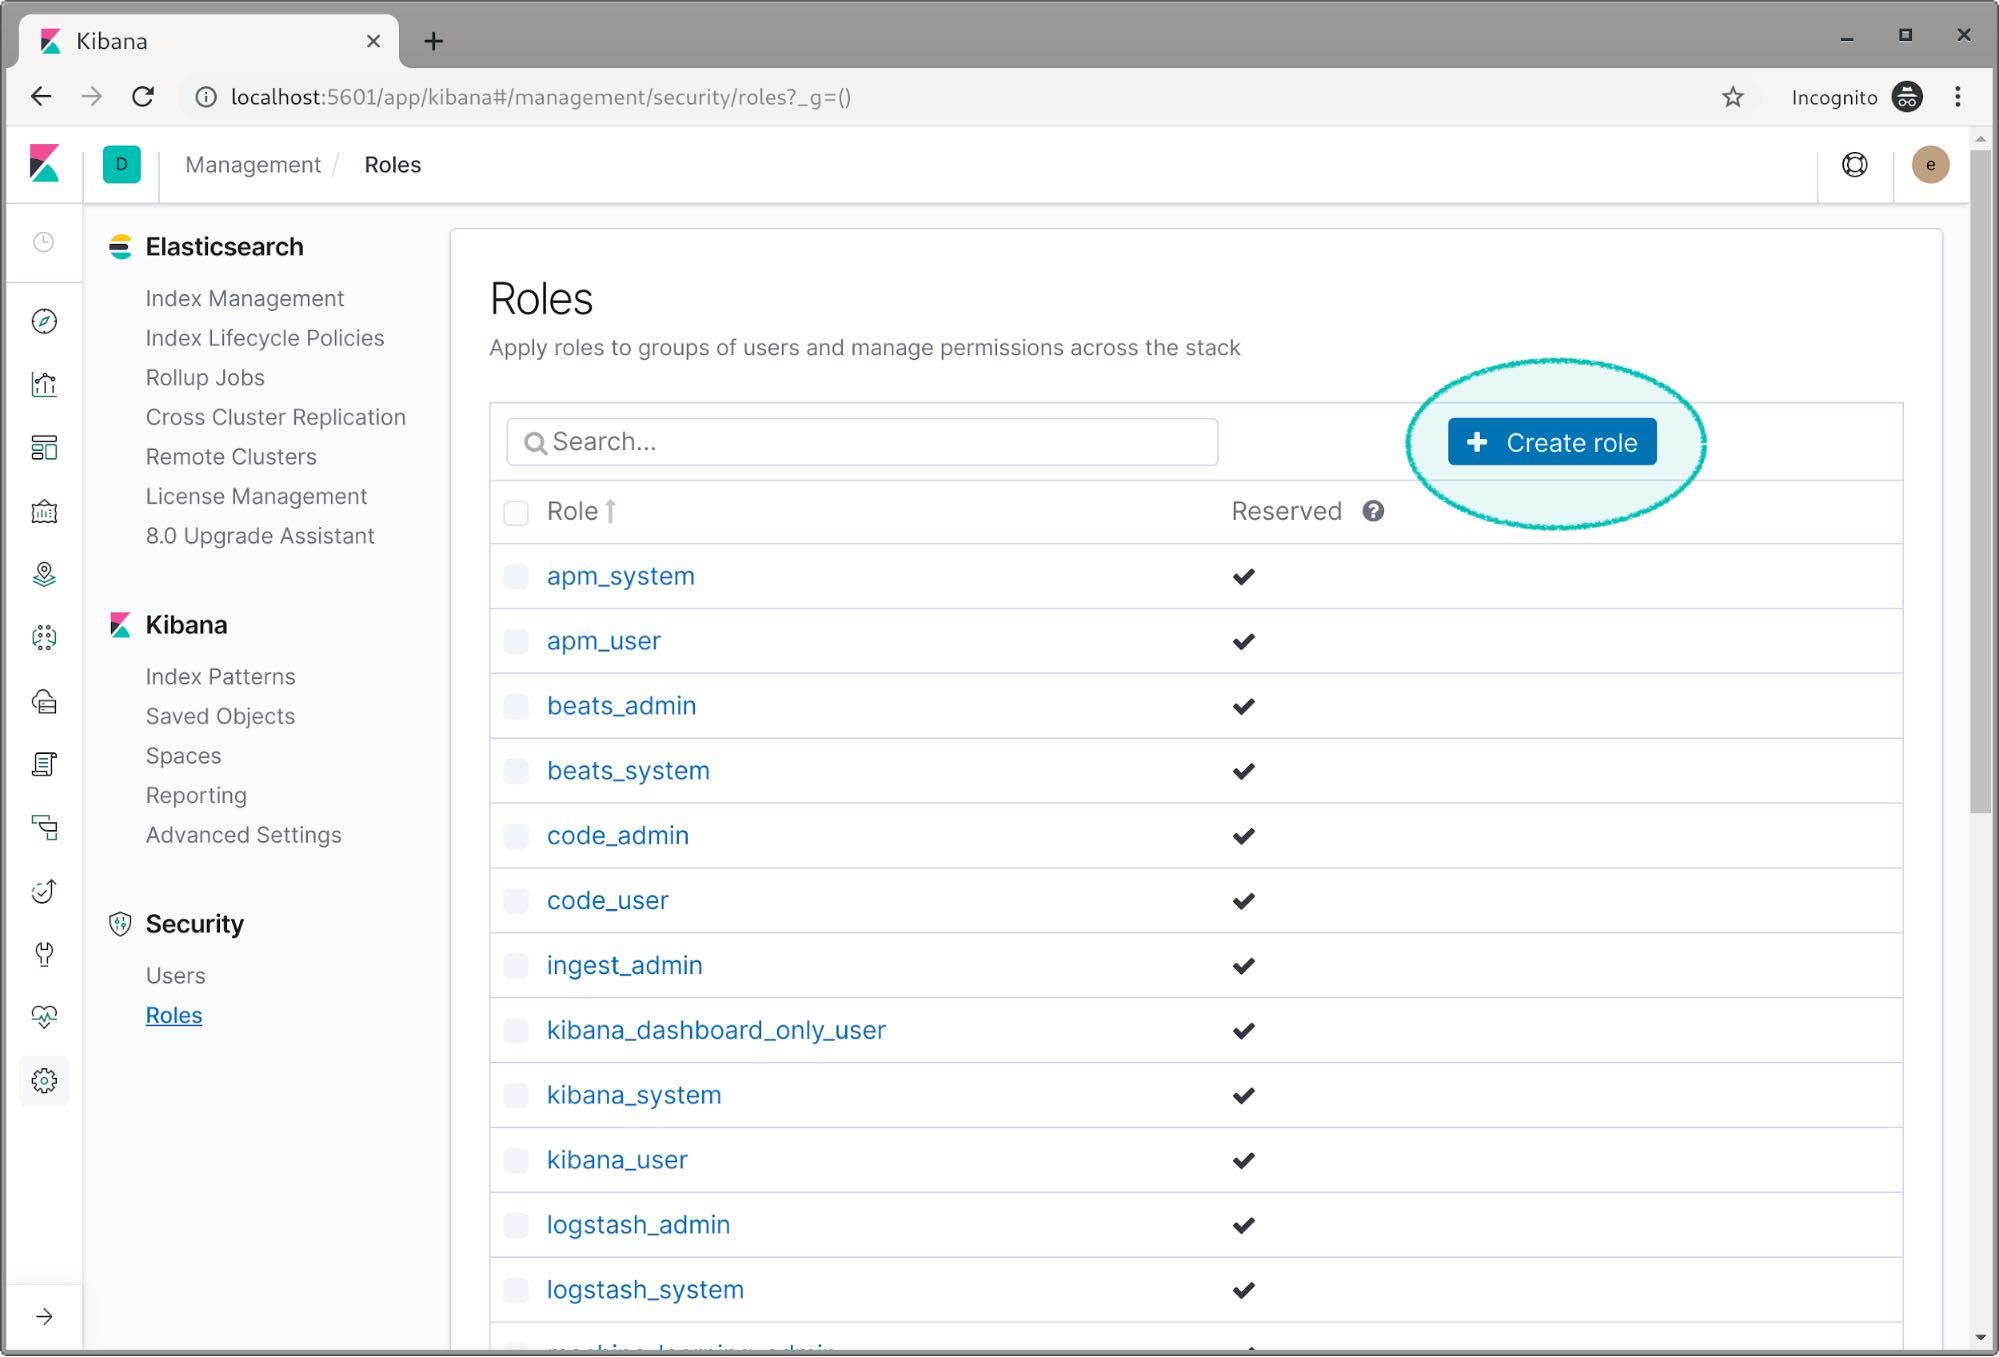 Kibana
localhost:5601/app/kibana#/management/security/roles?_g=()
Incognito
D
Management / Roles
e
Elasticsearch
Index Management
Index Lifecycle Policies
Rollup Jobs
Cross Cluster Replication
Remote Clusters
License Management
8.0 Upgrade Assistant
Kibana
Index Patterns
Saved Objects
Spaces
Reporting
Advanced Settings
Security
Users
Roles
Roles
Apply roles to groups of users and manage permissions across the stack
Search...
Create role
Role Reserved
apm_system
apm_user
beats_admin
beats_system
code_admin
code_user
ingest_admin
kibana_dashboard_only_user
kibana_system
kibana_user
logstash_admin
logstash_system